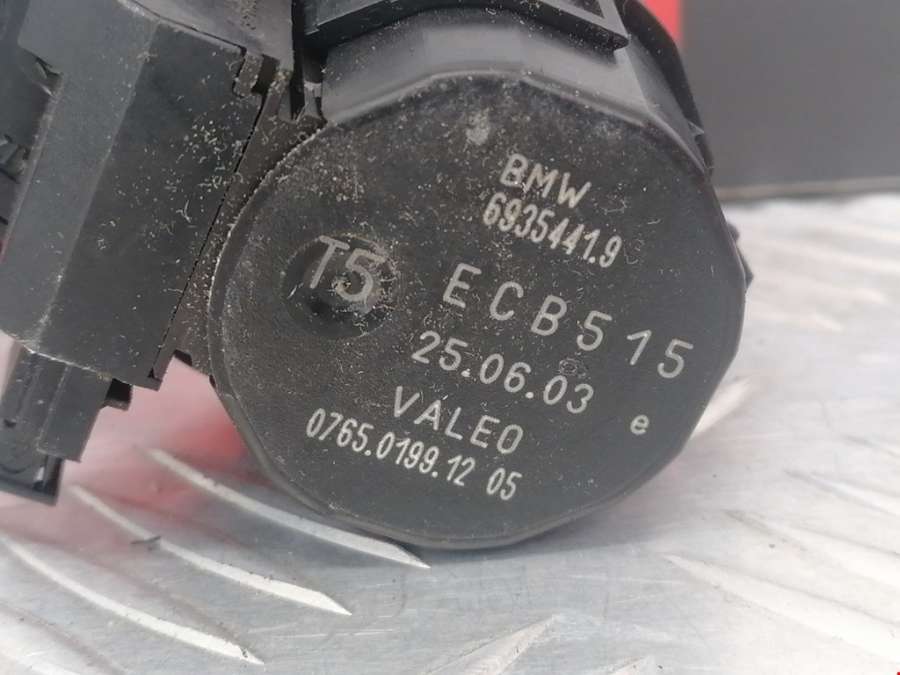 BMW
6935441.9
T5
ECB515
25.06.03
e
VALEO
0765.0199.12 05